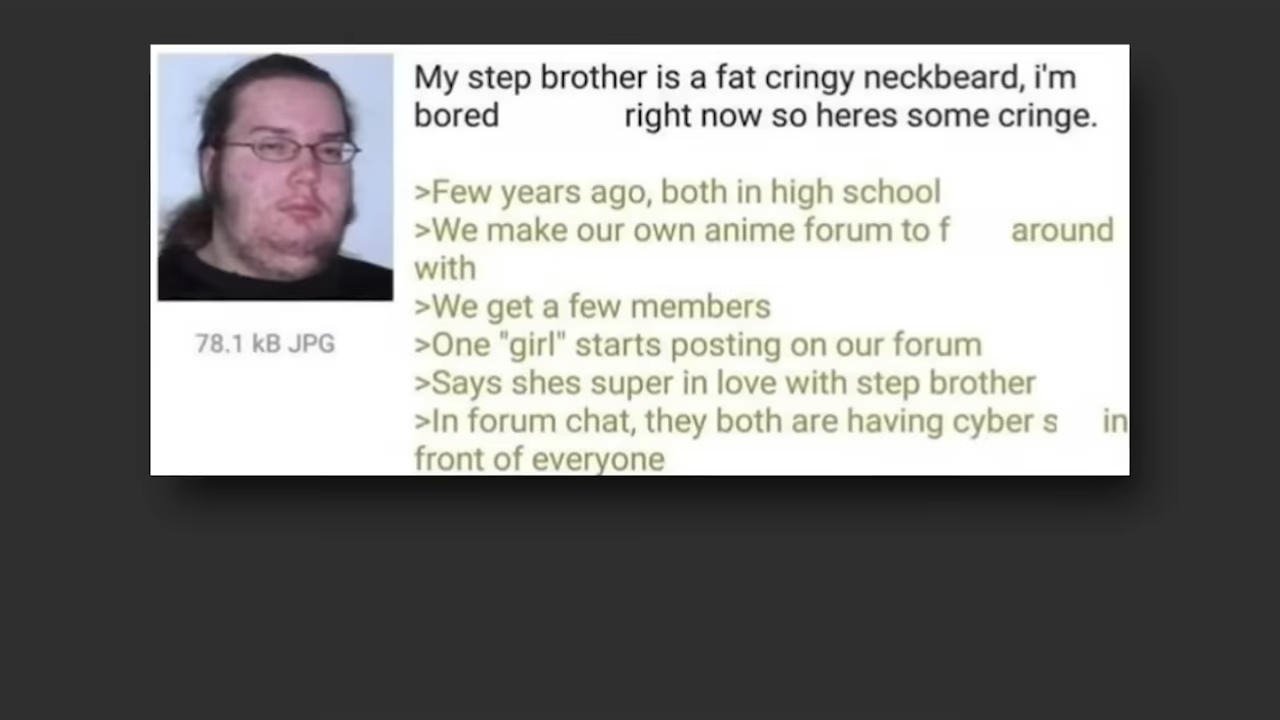 My step brother is a fat cringy neckbeard, i'm
bored right now so heres some cringe.
>Few years ago, both in high school
>We make our own anime forum to f around
with
>We get a few members
>One "girl" starts posting on our forum
>Says shes super in love with step brother
>In forum chat, they both are having cyber s in
front of everyone
78.1 kB JPG